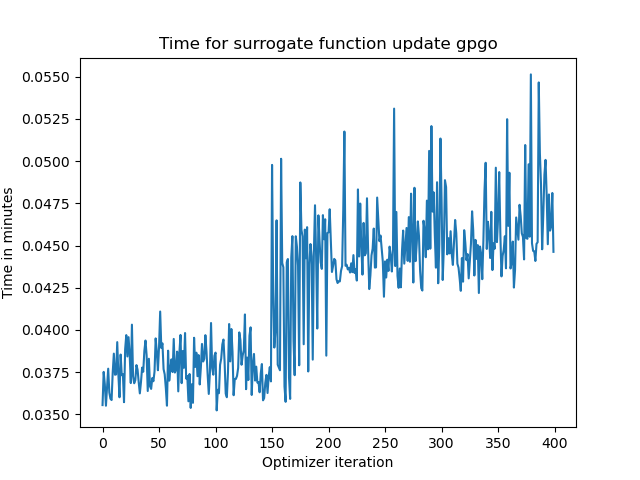 Time for surrogate function update gpgo
0.0550
0.0525
0.0500
0.0475
0.0450
0.0425
0.0400
0.0375
0.0350
Time in minutes
0 50 100 150 200 250 300 350 400
Optimizer iteration